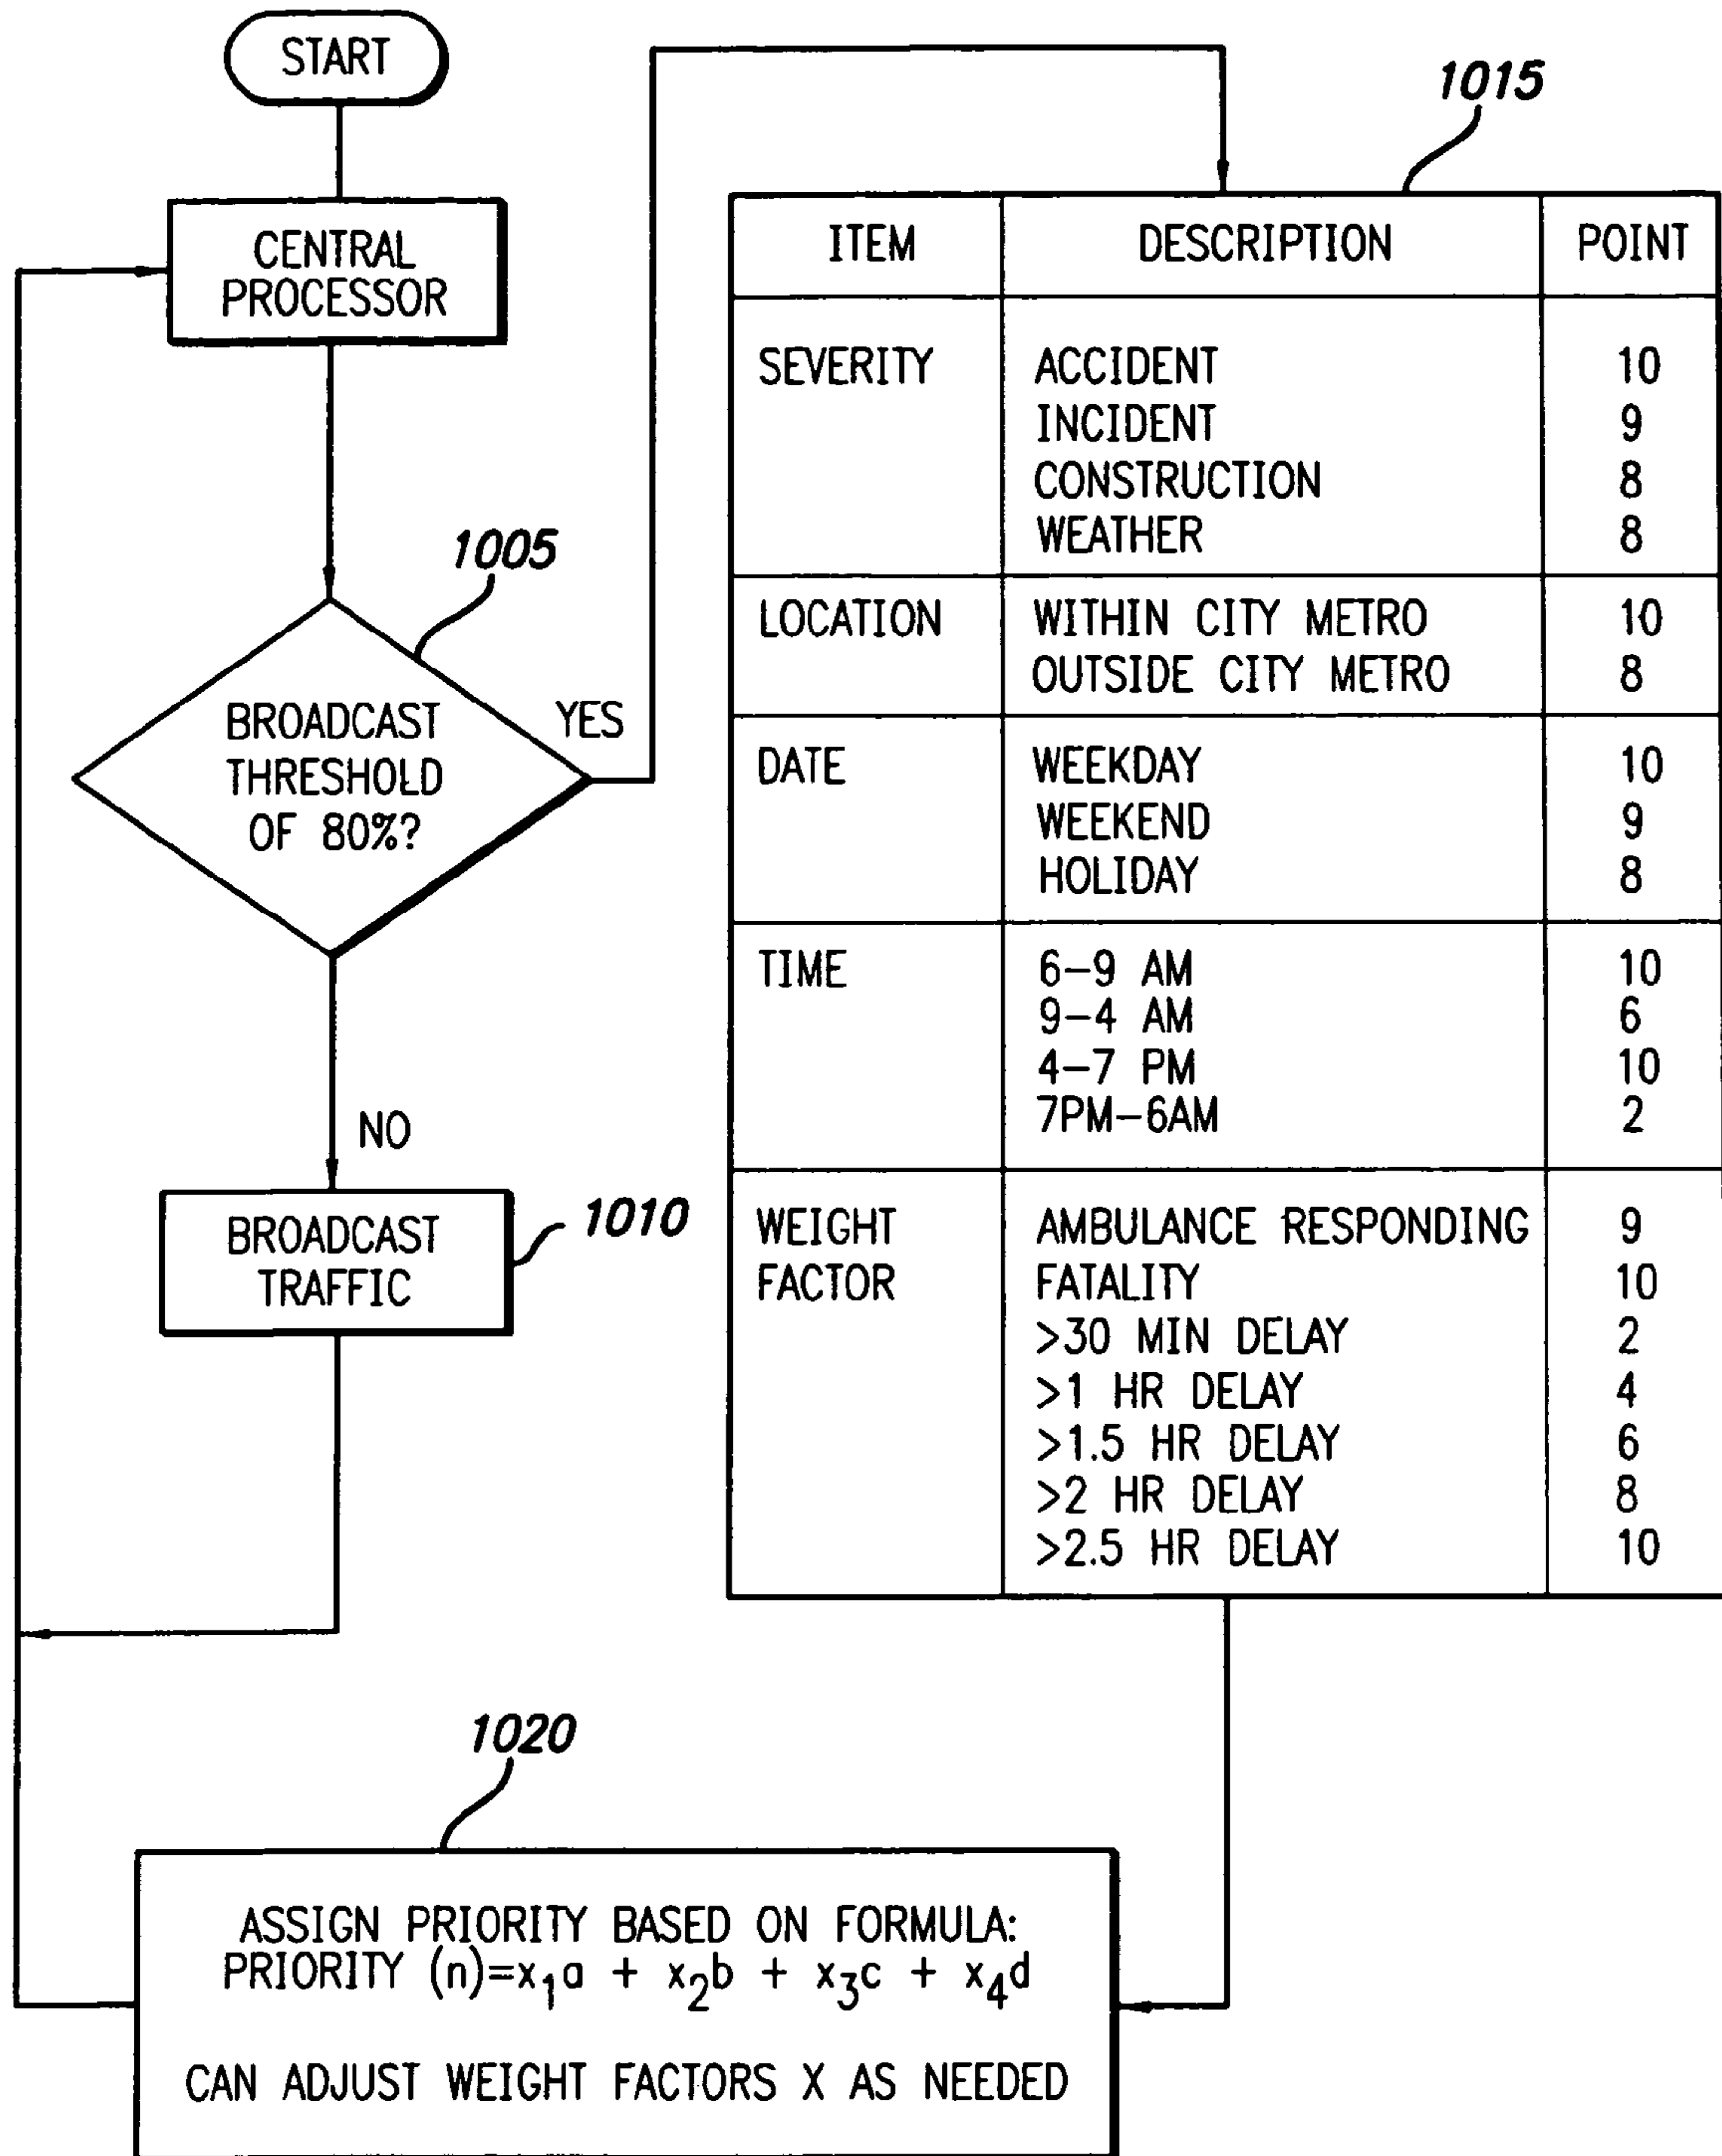 START
CENTRAL
PROCESSOR
1005
BROADCAST
THRESHOLD
OF 80%?
YES
NO
BROADCAST
TRAFFIC
1010
1015
ITEM DESCRIPTION POINT
SEVERITY ACCIDENT 10
INCIDENT 9
CONSTRUCTION 8
WEATHER 8
LOCATION WITHIN CITY METRO 10
OUTSIDE CITY METRO 8
DATE WEEKDAY 10
WEEKEND 9
HOLIDAY 8
TIME 6–9 AM 10
9–4 AM 6
4–7 PM 10
7PM–6AM 2
WEIGHT AMBULANCE RESPONDING 9
FACTOR FATALITY 10
>30 MIN DELAY 2
>1 HR DELAY 4
>1.5 HR DELAY 6
>2 HR DELAY 8
>2.5 HR DELAY 10
1020
ASSIGN PRIORITY BASED ON FORMULA:
PRIORITY (n)=x₁a + x₂b + x₃c + x₄d
CAN ADJUST WEIGHT FACTORS X AS NEEDED